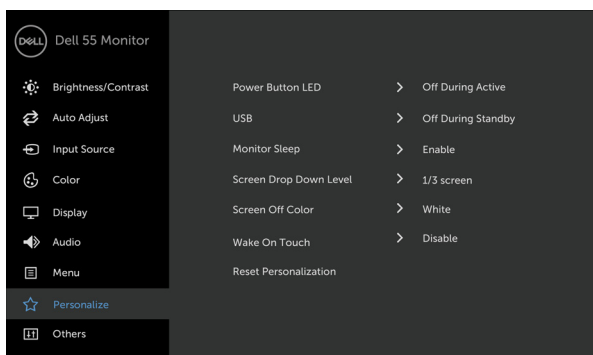 DELL Dell 55 Monitor
Brightness/Contrast
Auto Adjust
Input Source
Color
Display
Audio
Menu
Personalize
Others
Power Button LED > Off During Active
USB > Off During Standby
Monitor Sleep > Enable
Screen Drop Down Level > 1/3 screen
Screen Off Color > White
Wake On Touch > Disable
Reset Personalization